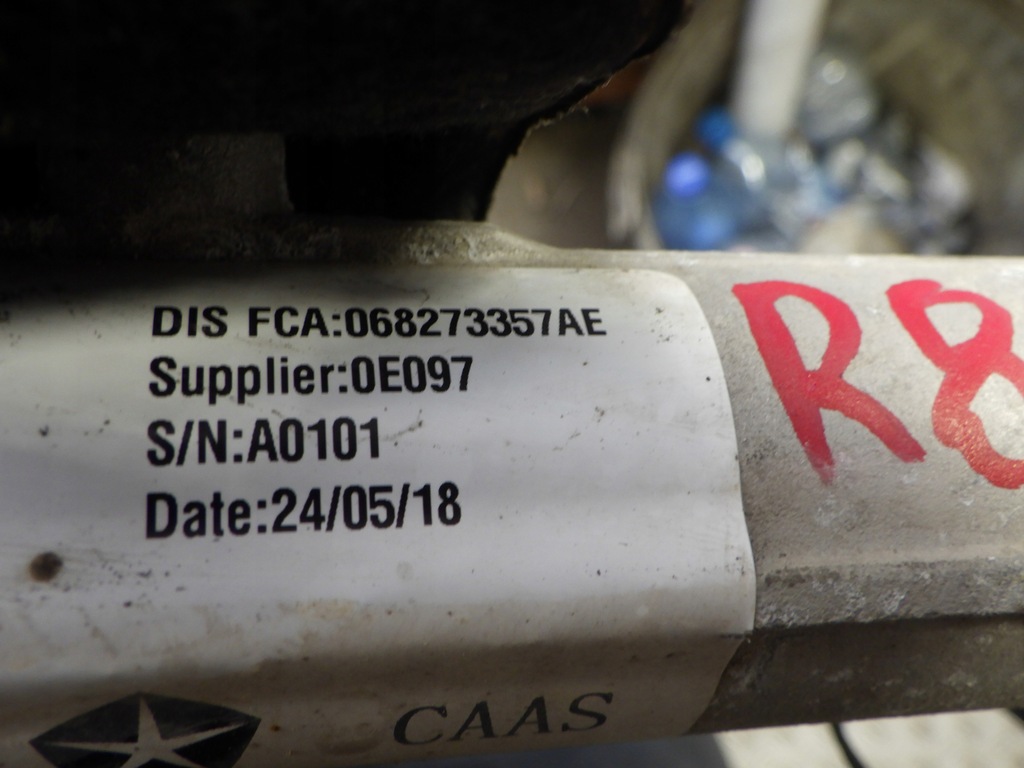 DIS FCA:068273357AE
Supplier:0E097
S/N:A0101
Date:24/05/18
R8
CAAS